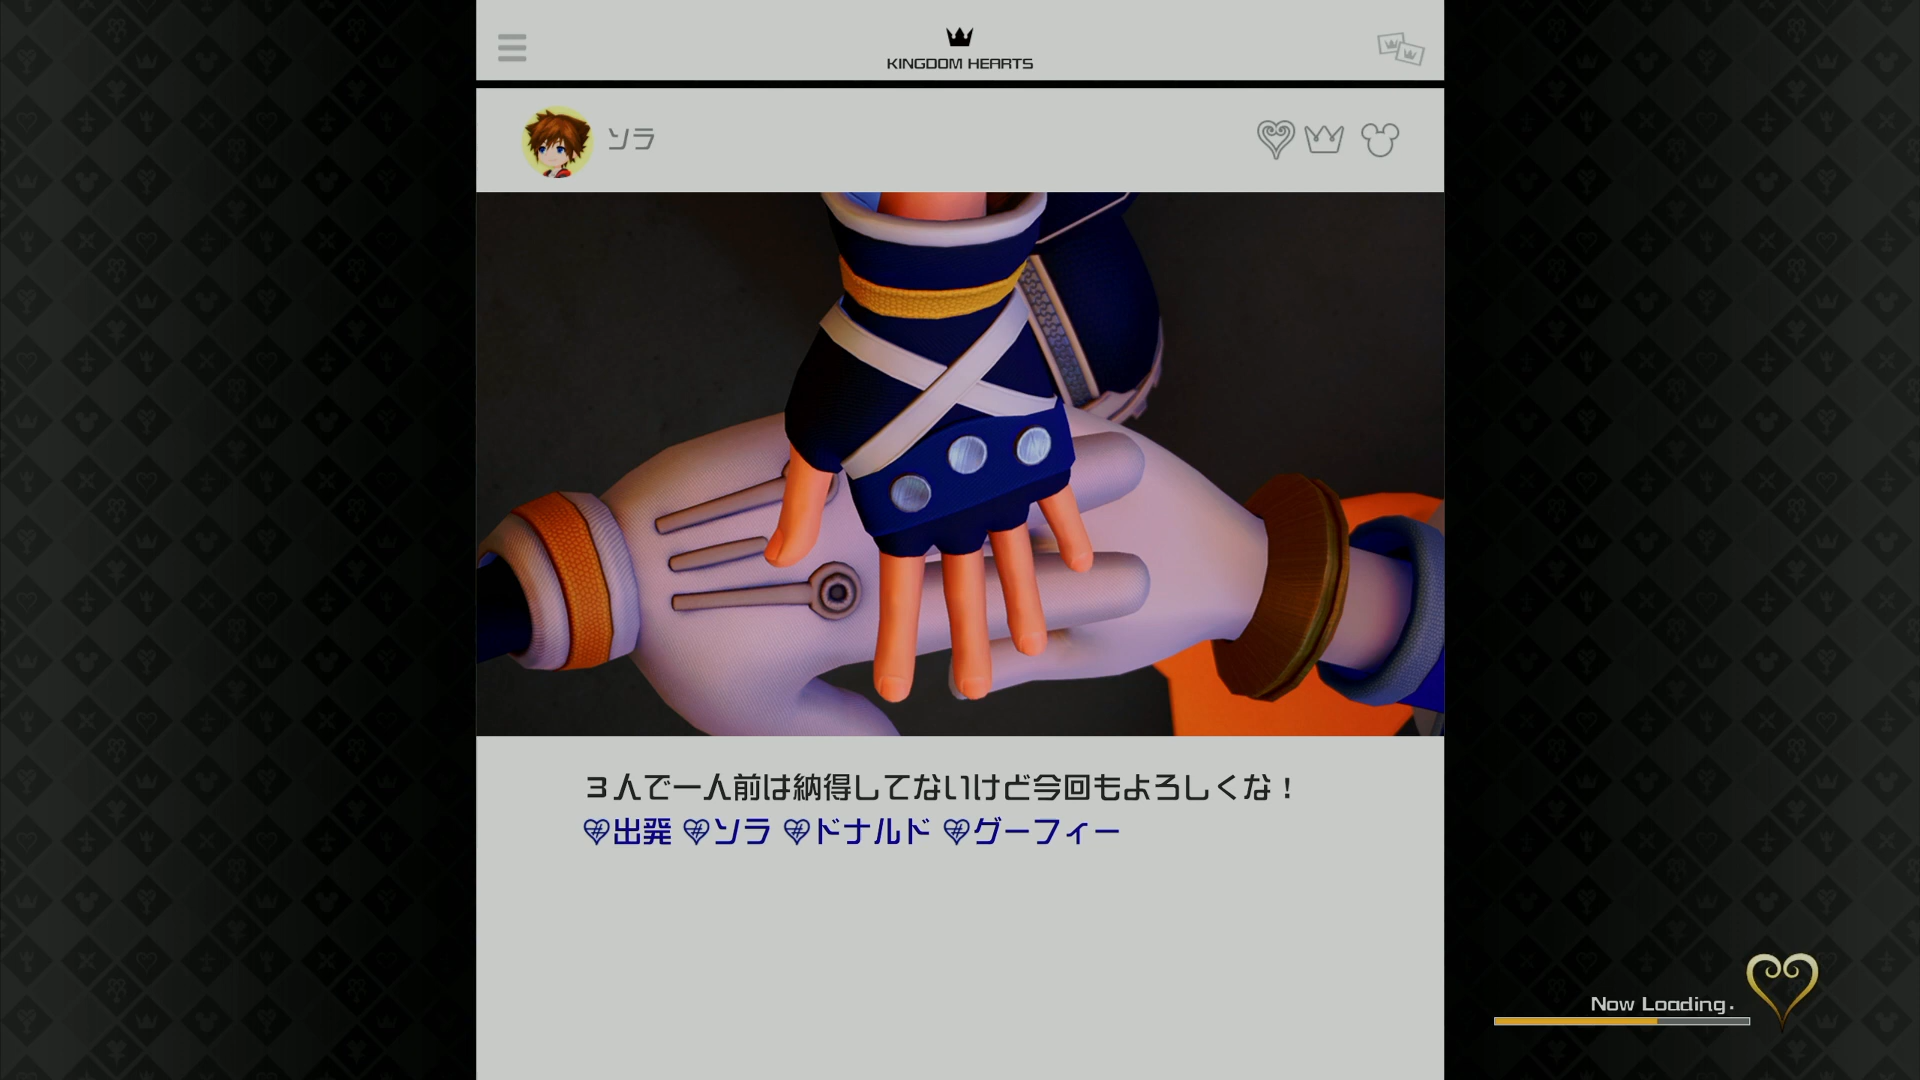 KINGDOM HEARTS
ソラ
3人で一人前は納得してないけど今回もよろしくな！
#出発 #ソラ #ドナルド #グーフィー
Now Loading.